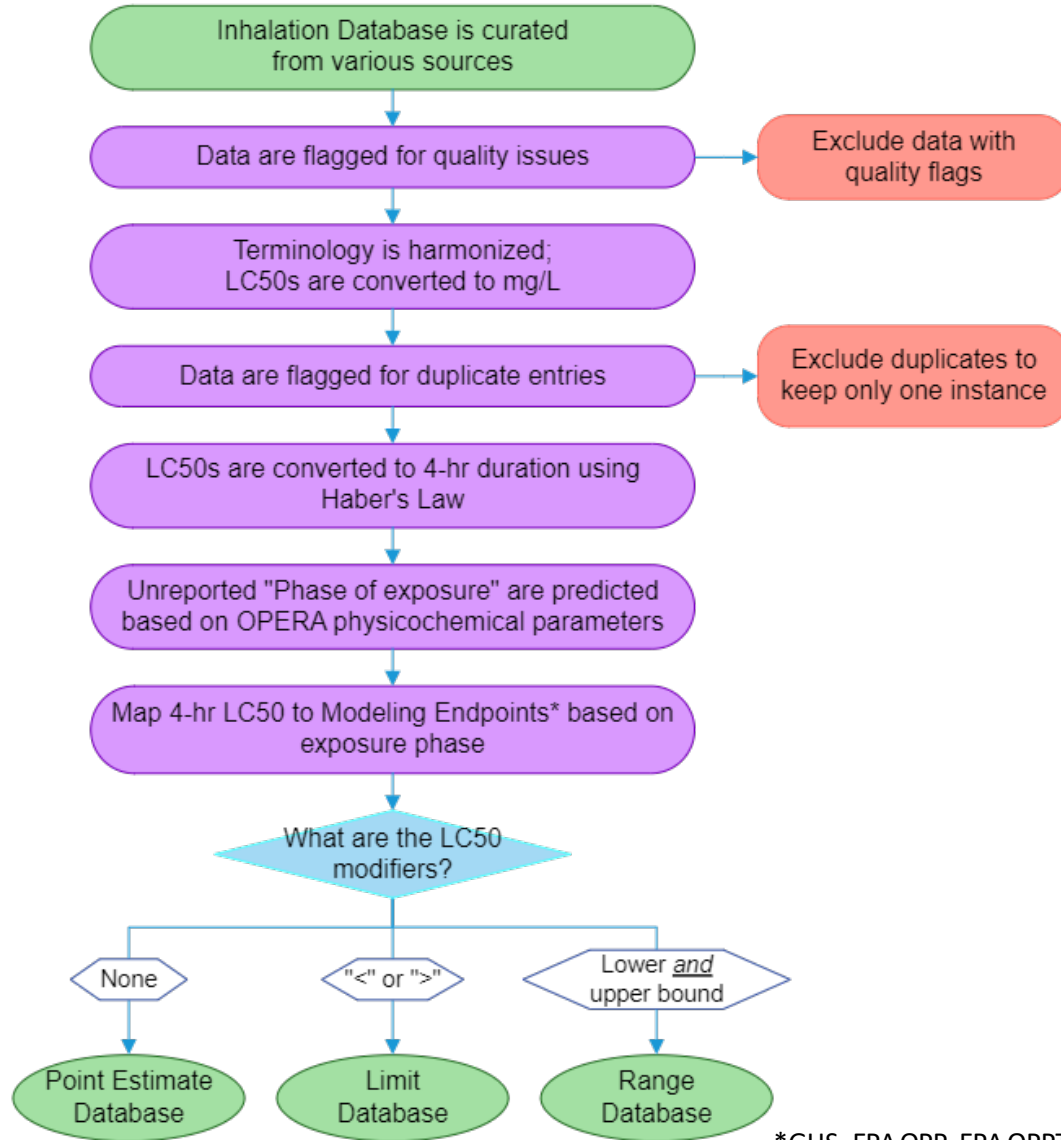 Inhalation Database is curated
from various sources
Data are flagged for quality issues
Exclude data with
quality flags
Terminology is harmonized;
LC50s are converted to mg/L
Data are flagged for duplicate entries
Exclude duplicates to
keep only one instance
LC50s are converted to 4-hr duration using
Haber's Law
Unreported "Phase of exposure" are predicted
based on OPERA physicochemical parameters
Map 4-hr LC50 to Modeling Endpoints* based on
exposure phase
What are the LC50
modifiers?
None
"<" or ">"
Lower and
upper bound
Point Estimate
Database
Limit
Database
Range
Database